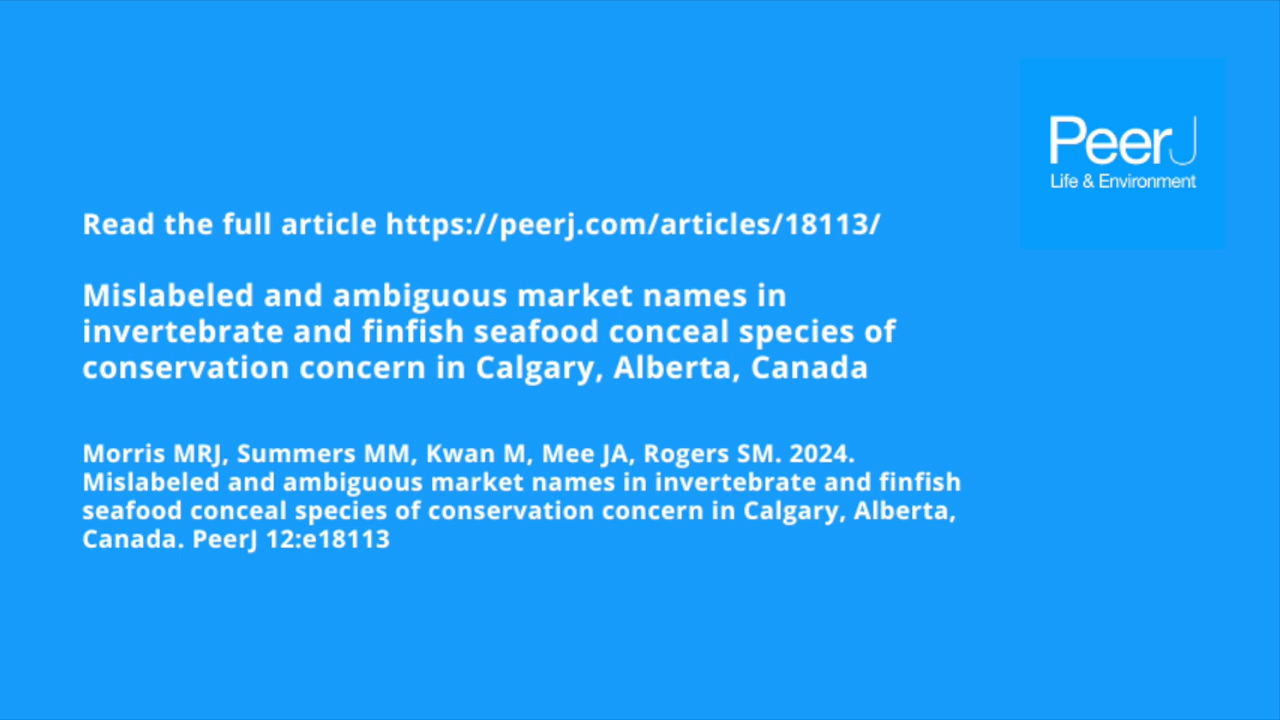 PeerJ
Life & Environment
Read the full article https://peerj.com/articles/18113/
Mislabeled and ambiguous market names in
invertebrate and finfish seafood conceal species of
conservation concern in Calgary, Alberta, Canada
Morris MRJ, Summers MM, Kwan M, Mee JA, Rogers SM. 2024.
Mislabeled and ambiguous market names in invertebrate and finfish
seafood conceal species of conservation concern in Calgary, Alberta,
Canada. PeerJ 12:e18113